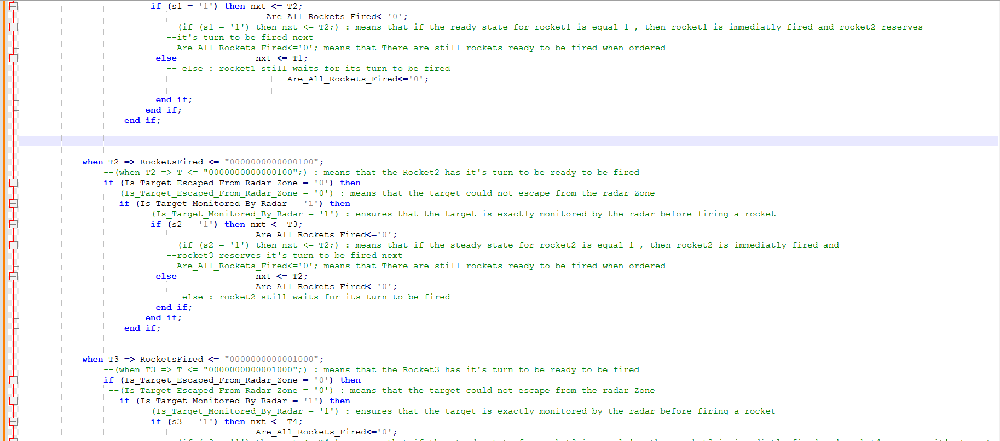 if (s1 = '1') then nxt <= T2;
Are_All_Rockets_Fired<='0';
--(if (s1 = '1') then nxt <= T2;) : means that if the ready state for rocket1 is equal 1 , then rocket1 is immediatly fired and rocket2 reserves
--it's turn to be fired next
--Are_All_Rockets_Fired<='0'; means that There are still rockets ready to be fired when ordered
else nxt <= T1;
-- else : rocket1 still waits for its turn to be fired
Are_All_Rockets_Fired<='0';
end if;
end if;
end if;
when T2 => RocketsFired <= "0000000000000100";
--(when T2 => T <= "0000000000000100";) : means that the Rocket2 has it's turn to be ready to be fired
if (Is_Target_Escaped_From_Radar_Zone = '0') then
--(Is_Target_Escaped_From_Radar_Zone = '0') : means that the target could not escape from the radar Zone
if (Is_Target_Monitored_By_Radar = '1') then
--(Is_Target_Monitored_By_Radar = '1') : ensures that the target is exactly monitored by the radar before firing a rocket
if (s2 = '1') then nxt <= T3;
Are_All_Rockets_Fired<='0';
--(if (s2 = '1') then nxt <= T2;) : means that if the steady state for rocket2 is equal 1 , then rocket2 is immediatly fired and
--rocket3 reserves it's turn to be fired next
--Are_All_Rockets_Fired<='0'; means that There are still rockets ready to be fired when ordered
else nxt <= T2;
Are_All_Rockets_Fired<='0';
-- else : rocket2 still waits for its turn to be fired
end if;
end if;
end if;
when T3 => RocketsFired <= "0000000000001000";
--(when T3 => T <= "0000000000001000";) : means that the Rocket3 has it's turn to be ready to be fired
if (Is_Target_Escaped_From_Radar_Zone = '0') then
--(Is_Target_Escaped_From_Radar_Zone = '0') : means that the target could not escape from the radar Zone
if (Is_Target_Monitored_By_Radar = '1') then
--(Is_Target_Monitored_By_Radar = '1') : ensures that the target is exactly monitored by the radar before firing a rocket
if (s3 = '1') then nxt <= T4;
Are_All_Rockets_Fired<='0';